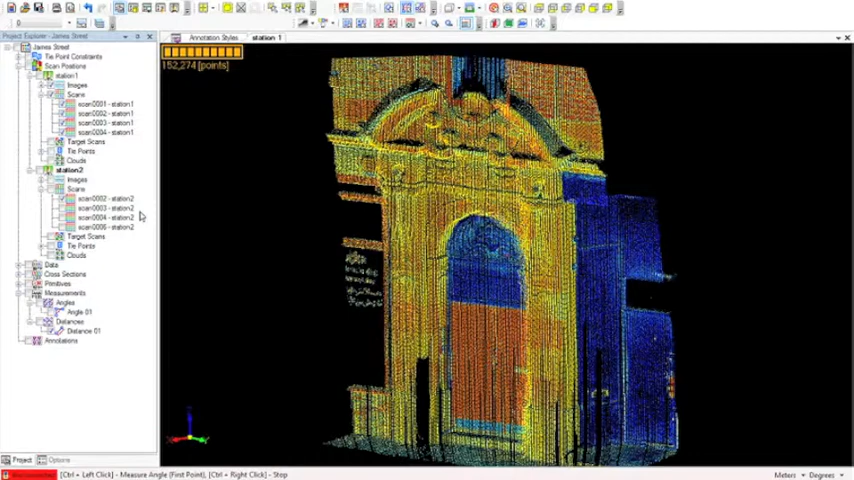 Project Explorer - James Street
Annotation Styles
station 1
James Street
Tie Point Constraints
Scan Positions
station1
Images
Scans
scan0001 - station1
scan0002 - station1
scan0003 - station1
scan0004 - station1
Target Scans
Tie Points
Clouds
station2
Images
Scans
scan0002 - station2
scan0003 - station2
scan0004 - station2
scan0006 - station2
Target Scans
Tie Points
Clouds
Data
Cross Sections
Primitives
Measurements
Angles
Angle 01
Distances
Distance 01
Annotations
152,274 [points]
Project
Options
[Ctrl + Left Click] - Measure Angle (First Point), [Ctrl + Right Click] - Stop
Meters
Degrees